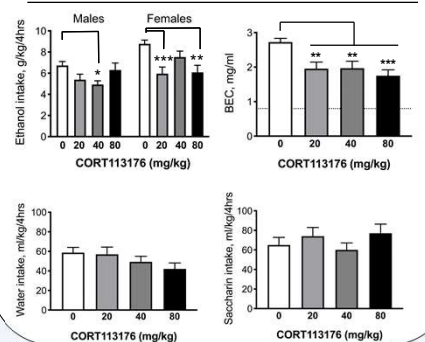 Males Females
Ethanol intake, g/kg/4hrs
10
8
6
4
2
0
* *** **
0 20 40 80 0 20 40 80
CORT113176 (mg/kg)
BEC, mg/ml
3
2
1
0
** ** ***
0 20 40 80
CORT113176 (mg/kg)
Water intake, ml/kg/4hrs
100
80
60
40
20
0
0 20 40 80
CORT113176 (mg/kg)
Saccharin intake, ml/kg/4hrs
100
80
60
40
20
0
0 20 40 80
CORT113176 (mg/kg)